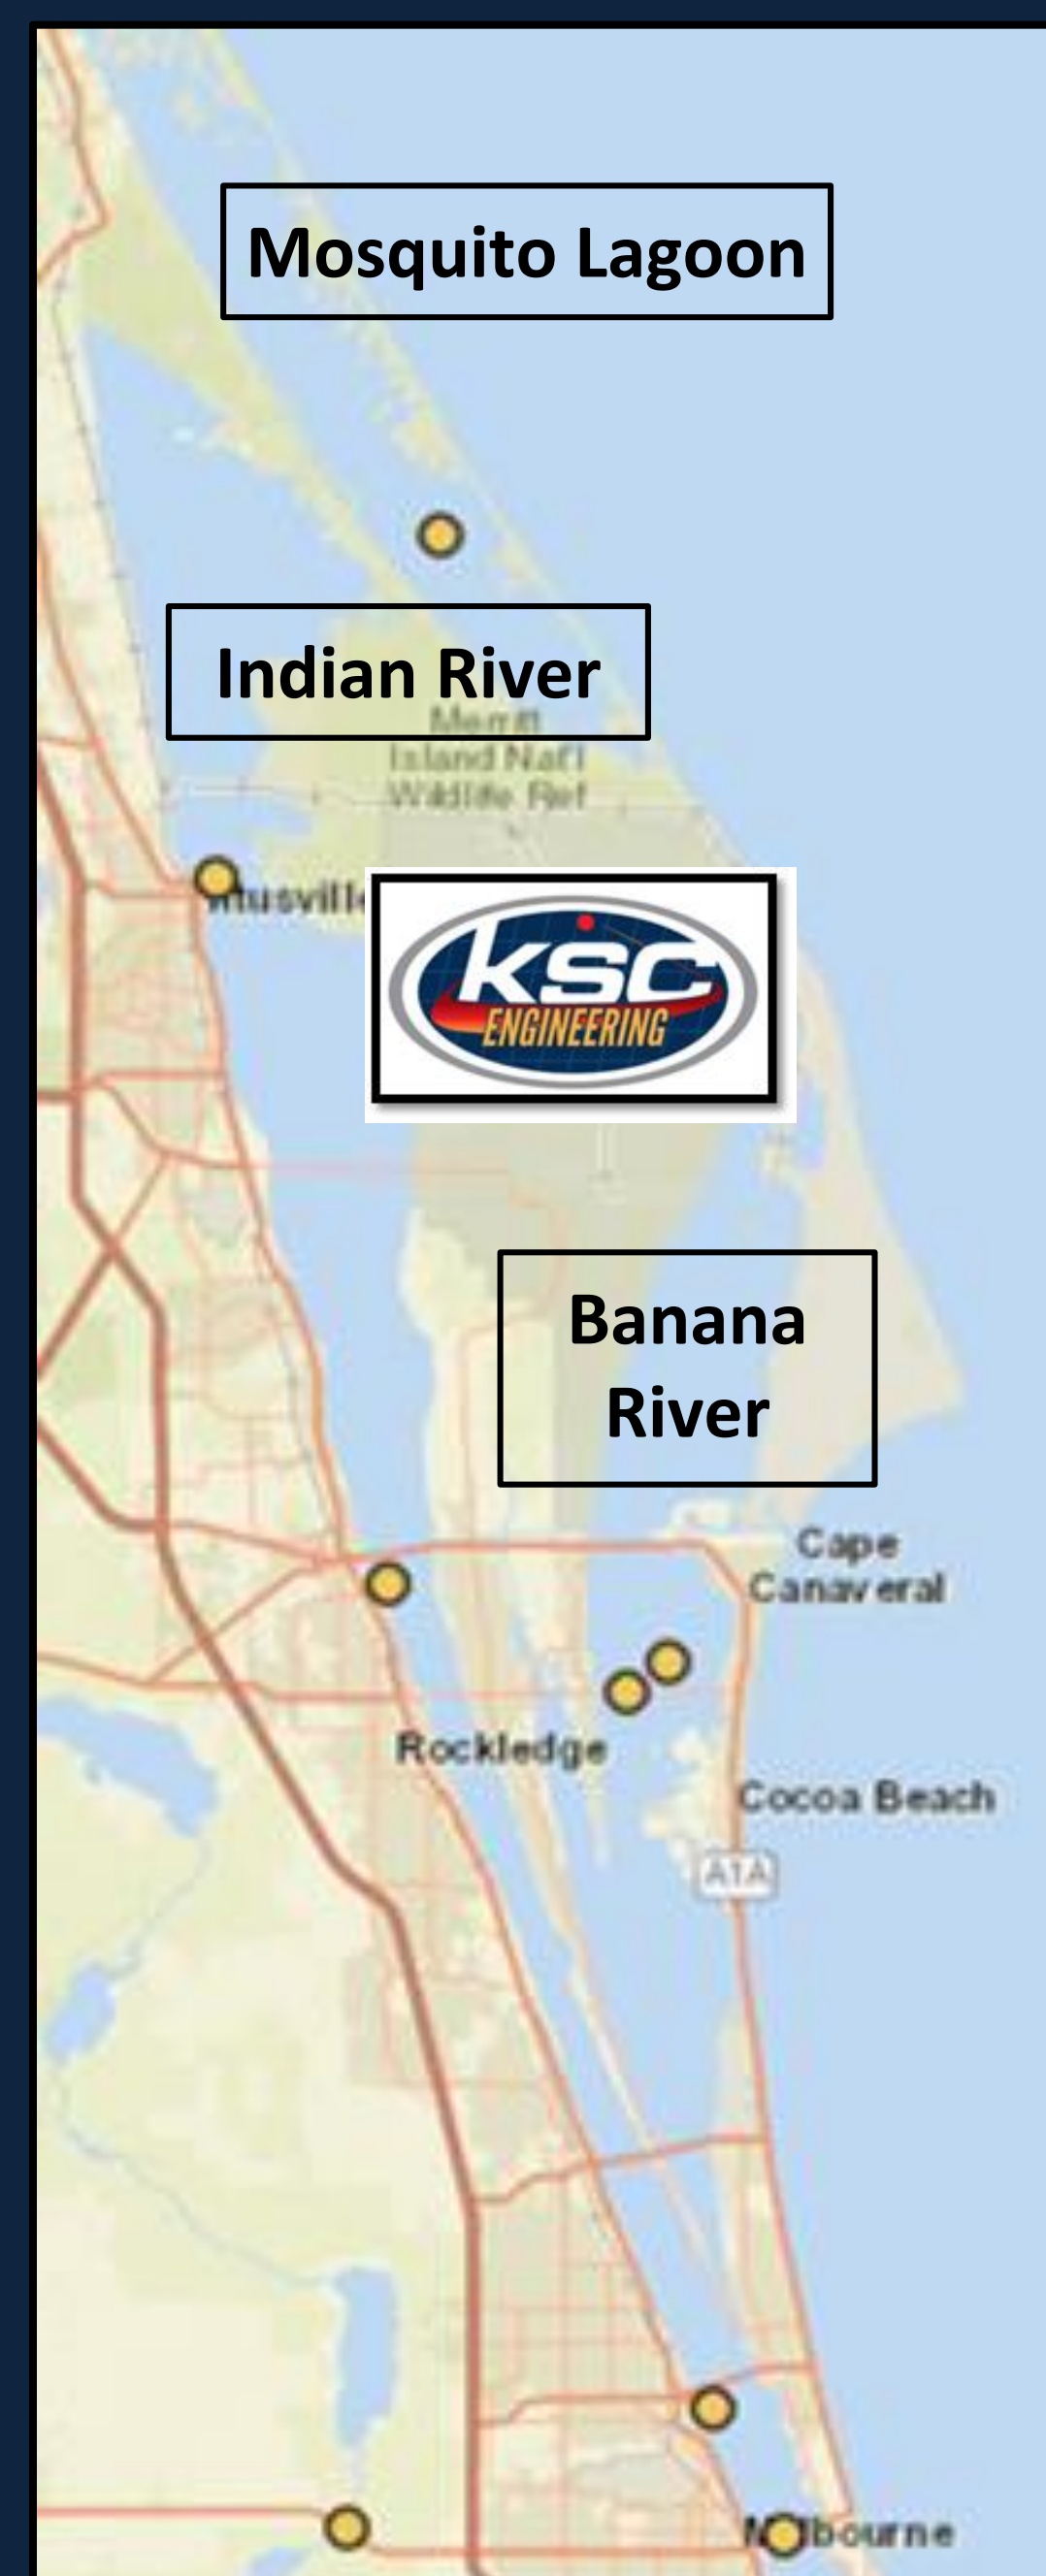 Mosquito Lagoon
Indian River
Merritt
Island Nat'l
Wildlife Ref
KSC
ENGINEERING
Banana
River
Cape
Canaveral
Rockledge
Cocoa Beach
A1A